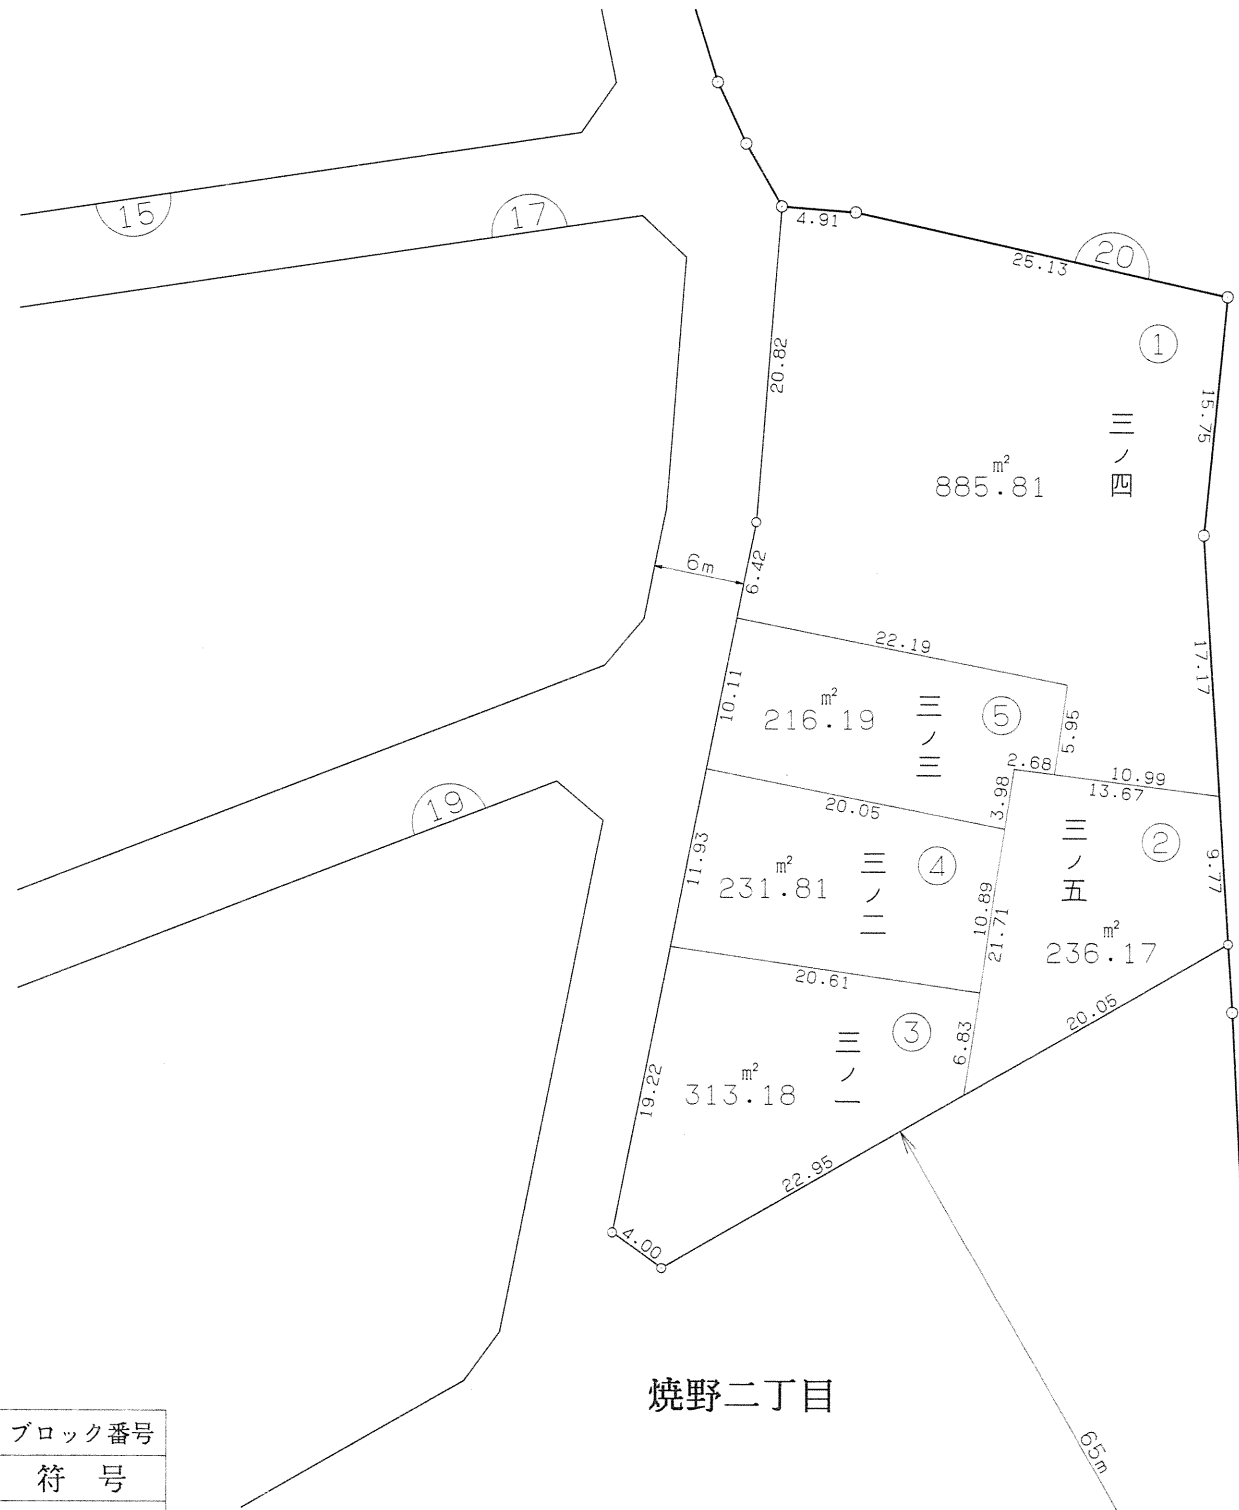 15
17
4.91
25.13
20
①
20.82
15.75
三ノ四
m²
885.81
6m
6.42
22.19
17.17
10.11
m²
216.19
三ノ三
⑤
5.95
2.68
10.99
13.67
3.98
19
20.05
三ノ五
②
11.93
m²
231.81
三ノ二
④
9.77
10.89
21.71
m²
236.17
20.61
20.05
③
三ノ一
6.83
19.22
m²
313.18
22.95
4.00
焼野二丁目
65m
ブロック番号
符 号